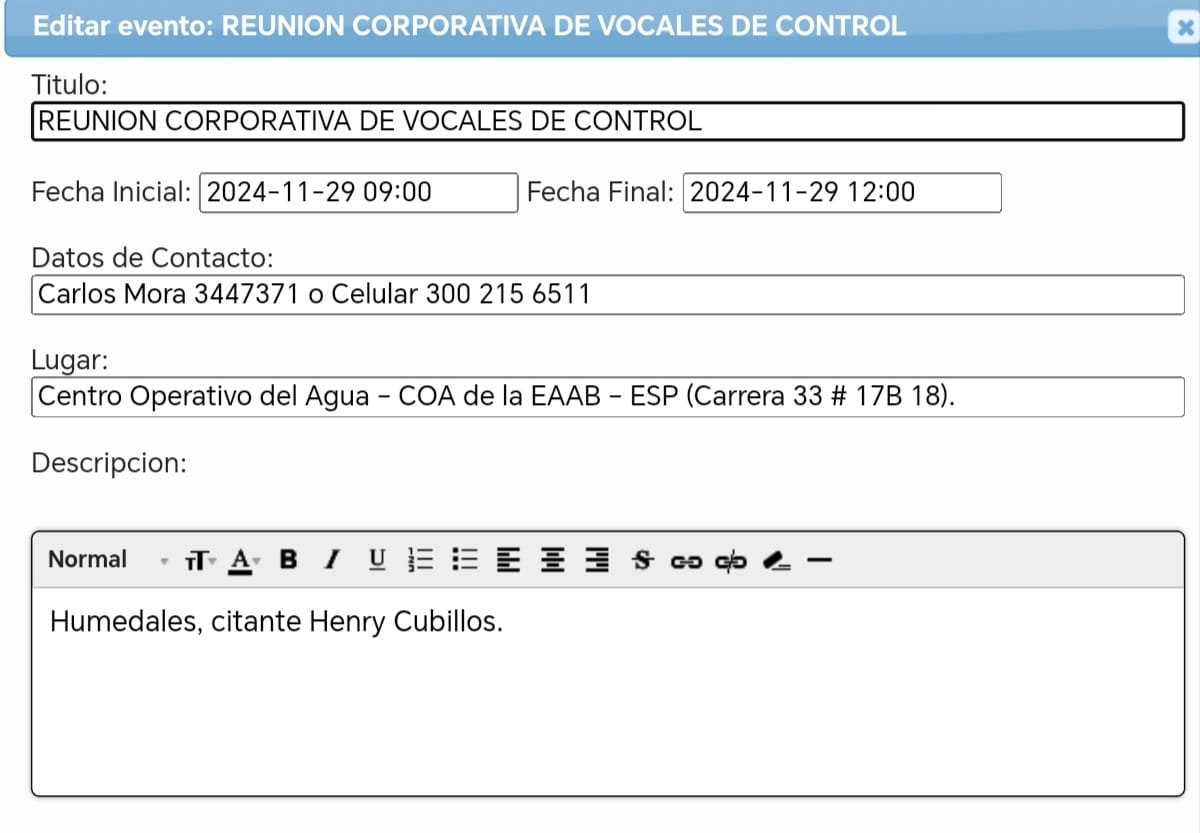 Editar evento: REUNION CORPORATIVA DE VOCALES DE CONTROL
Titulo:
REUNION CORPORATIVA DE VOCALES DE CONTROL
Fecha Inicial: 2024-11-29 09:00 Fecha Final: 2024-11-29 12:00
Datos de Contacto:
Carlos Mora 3447371 o Celular 300 215 6511
Lugar:
Centro Operativo del Agua - COA de la EAAB - ESP (Carrera 33 # 17B 18).
Descripcion:
Normal
Humedales, citante Henry Cubillos.